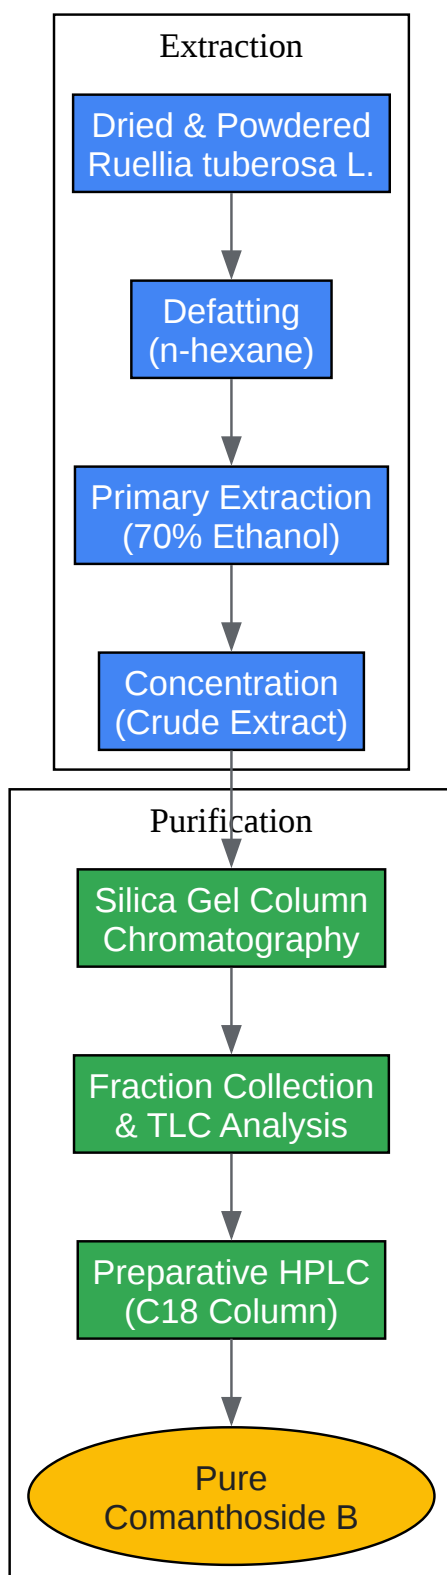 Extraction
Dried & Powdered
Ruellia tuberosa L.
Defatting
(n-hexane)
Primary Extraction
(70% Ethanol)
Concentration
(Crude Extract)
Purification
Silica Gel Column
Chromatography
Fraction Collection
& TLC Analysis
Preparative HPLC
(C18 Column)
Pure
Comanthoside B